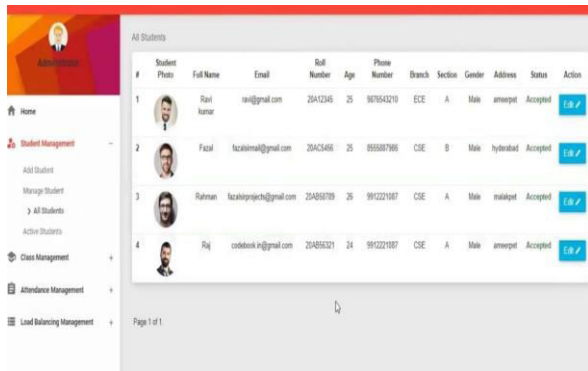 Administrator
All Students
# Student Photo Full Name Email Roll Number Age Phone Number Branch Section Gender Address Status Action
1 Ravi kumar ravi@gmail.com 20A12345 25 9876543210 ECE A Male ameerpet Accepted Edit
2 Fazal fazalsirmail@gmail.com 20AC5456 25 8555887986 CSE B Male hyderabad Accepted Edit
3 Rahman fazalsirprojects@gmail.com 20AB58789 26 9912221087 CSE A Male malakpet Accepted Edit
4 Raj codebook.in@gmail.com 20AB56321 24 9912221087 CSE A Male ameerpet Accepted Edit
Home
Student Management −
Add Student
Manage Student
> All Students
Active Students
Class Management +
Attendance Management +
Load Balancing Management +
Page 1 of 1